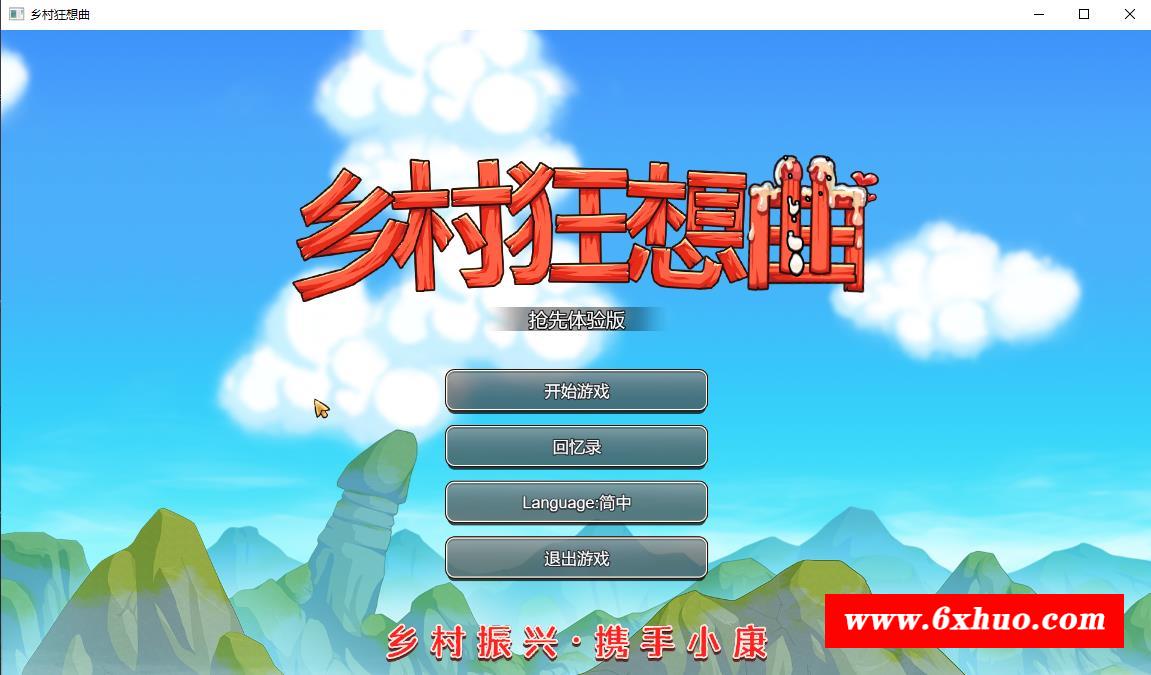 乡村狂想曲
乡村狂想曲
抢先体验版
开始游戏
回忆录
Language:简中
退出游戏
www.6xhuo.com
乡村振兴·携手小康